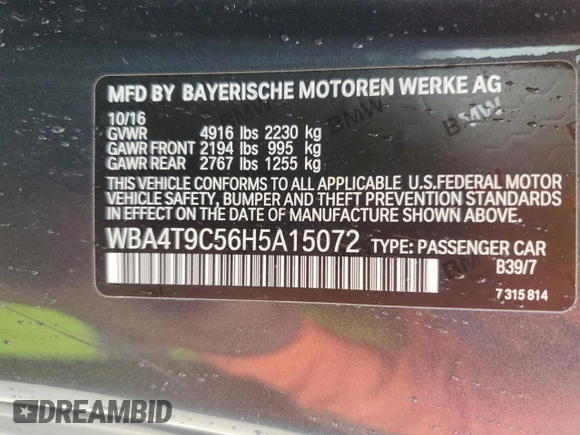 MFD BY BAYERISCHE MOTOREN WERKE AG
10/16
GVWR 4916 lbs 2230 kg
GAWR FRONT 2194 lbs 995 kg
GAWR REAR 2767 lbs 1255 kg
THIS VEHICLE CONFORMS TO ALL APPLICABLE U.S.FEDERAL MOTOR
VEHICLE SAFETY, BUMPER, AND THEFT PREVENTION STANDARDS
IN EFFECT ON THE DATE OF MANUFACTURE SHOWN ABOVE.
WBA4T9C56H5A15072 TYPE: PASSENGER CAR
B39/7
7 315 814
BMW
BMW
DREAMBID